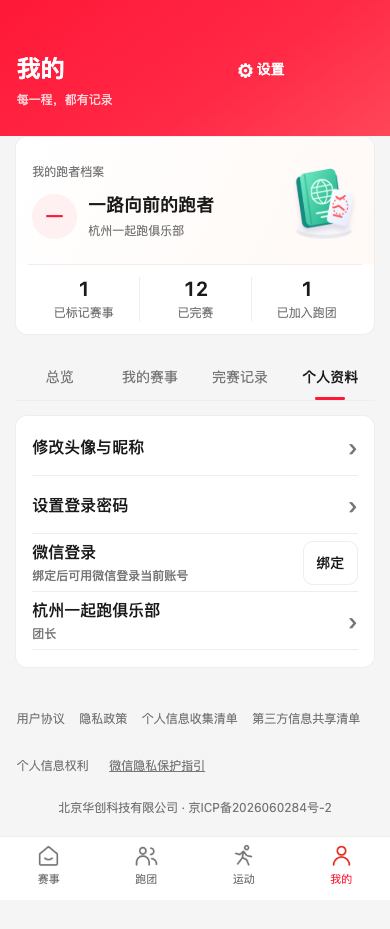 我的
设置
每一程，都有记录
我的跑者档案
一路向前的跑者
杭州一起跑俱乐部
1
12
1
已标记赛事
已完赛
已加入跑团
总览
我的赛事
完赛记录
个人资料
修改头像与昵称
设置登录密码
微信登录
绑定后可用微信登录当前账号
绑定
杭州一起跑俱乐部
团长
用户协议
隐私政策
个人信息收集清单
第三方信息共享清单
个人信息权利
微信隐私保护指引
北京华创科技有限公司 · 京ICP备2026060284号-2
赛事
跑团
运动
我的